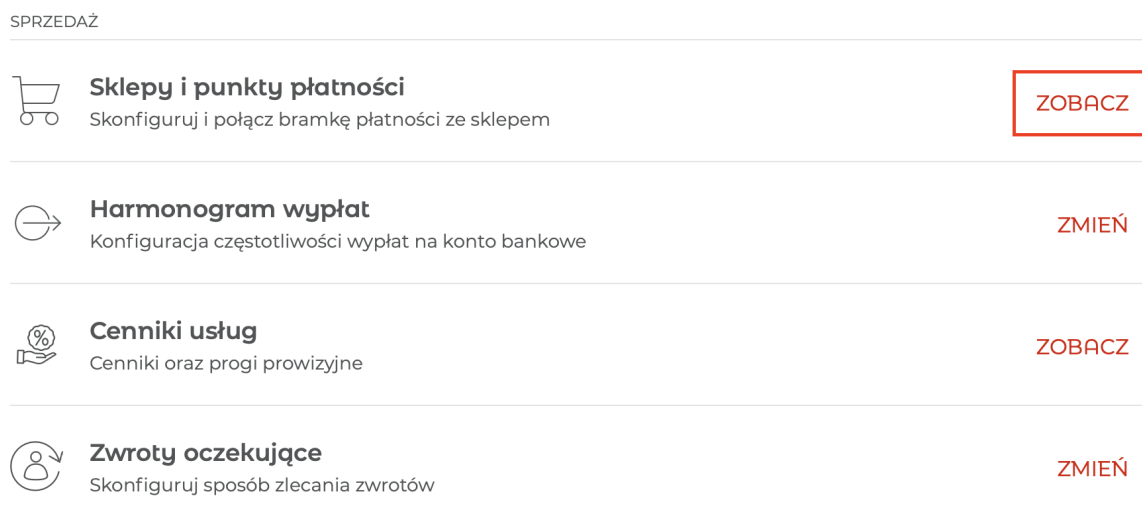 SPRZEDAŻ
Sklepy i punkty płatności
Skonfiguruj i połącz bramkę płatności ze sklepem
ZOBACZ
Harmonogram wypłat
Konfiguracja częstotliwości wypłat na konto bankowe
ZMIEŃ
Cenniki usług
Cenniki oraz progi prowizyjne
ZOBACZ
Zwroty oczekujące
Skonfiguruj sposób zlecania zwrotów
ZMIEŃ